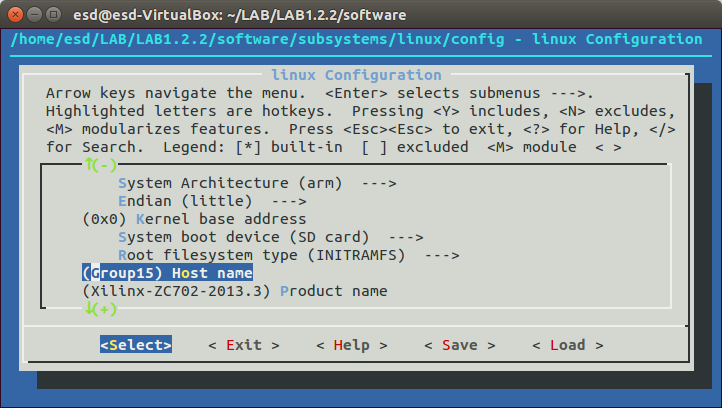 esd@esd-VirtualBox: ~/LAB/LAB1.2.2/software
/home/esd/LAB/LAB1.2.2/software/subsystems/linux/config - linux Configuration
linux Configuration
Arrow keys navigate the menu.  <Enter> selects submenus --->.
Highlighted letters are hotkeys.  Pressing <Y> includes, <N> excludes,
<M> modularizes features.  Press <Esc><Esc> to exit, <?> for Help, </>
for Search.  Legend: [*] built-in  [ ] excluded  <M> module  < >
↑(-)
System Architecture (arm)  --->
Endian (little)  --->
(0x0) Kernel base address
System boot device (SD card)  --->
Root filesystem type (INITRAMFS)  --->
(Group15) Host name
(Xilinx-ZC702-2013.3) Product name
↓(+)
<Select>    < Exit >    < Help >    < Save >    < Load >